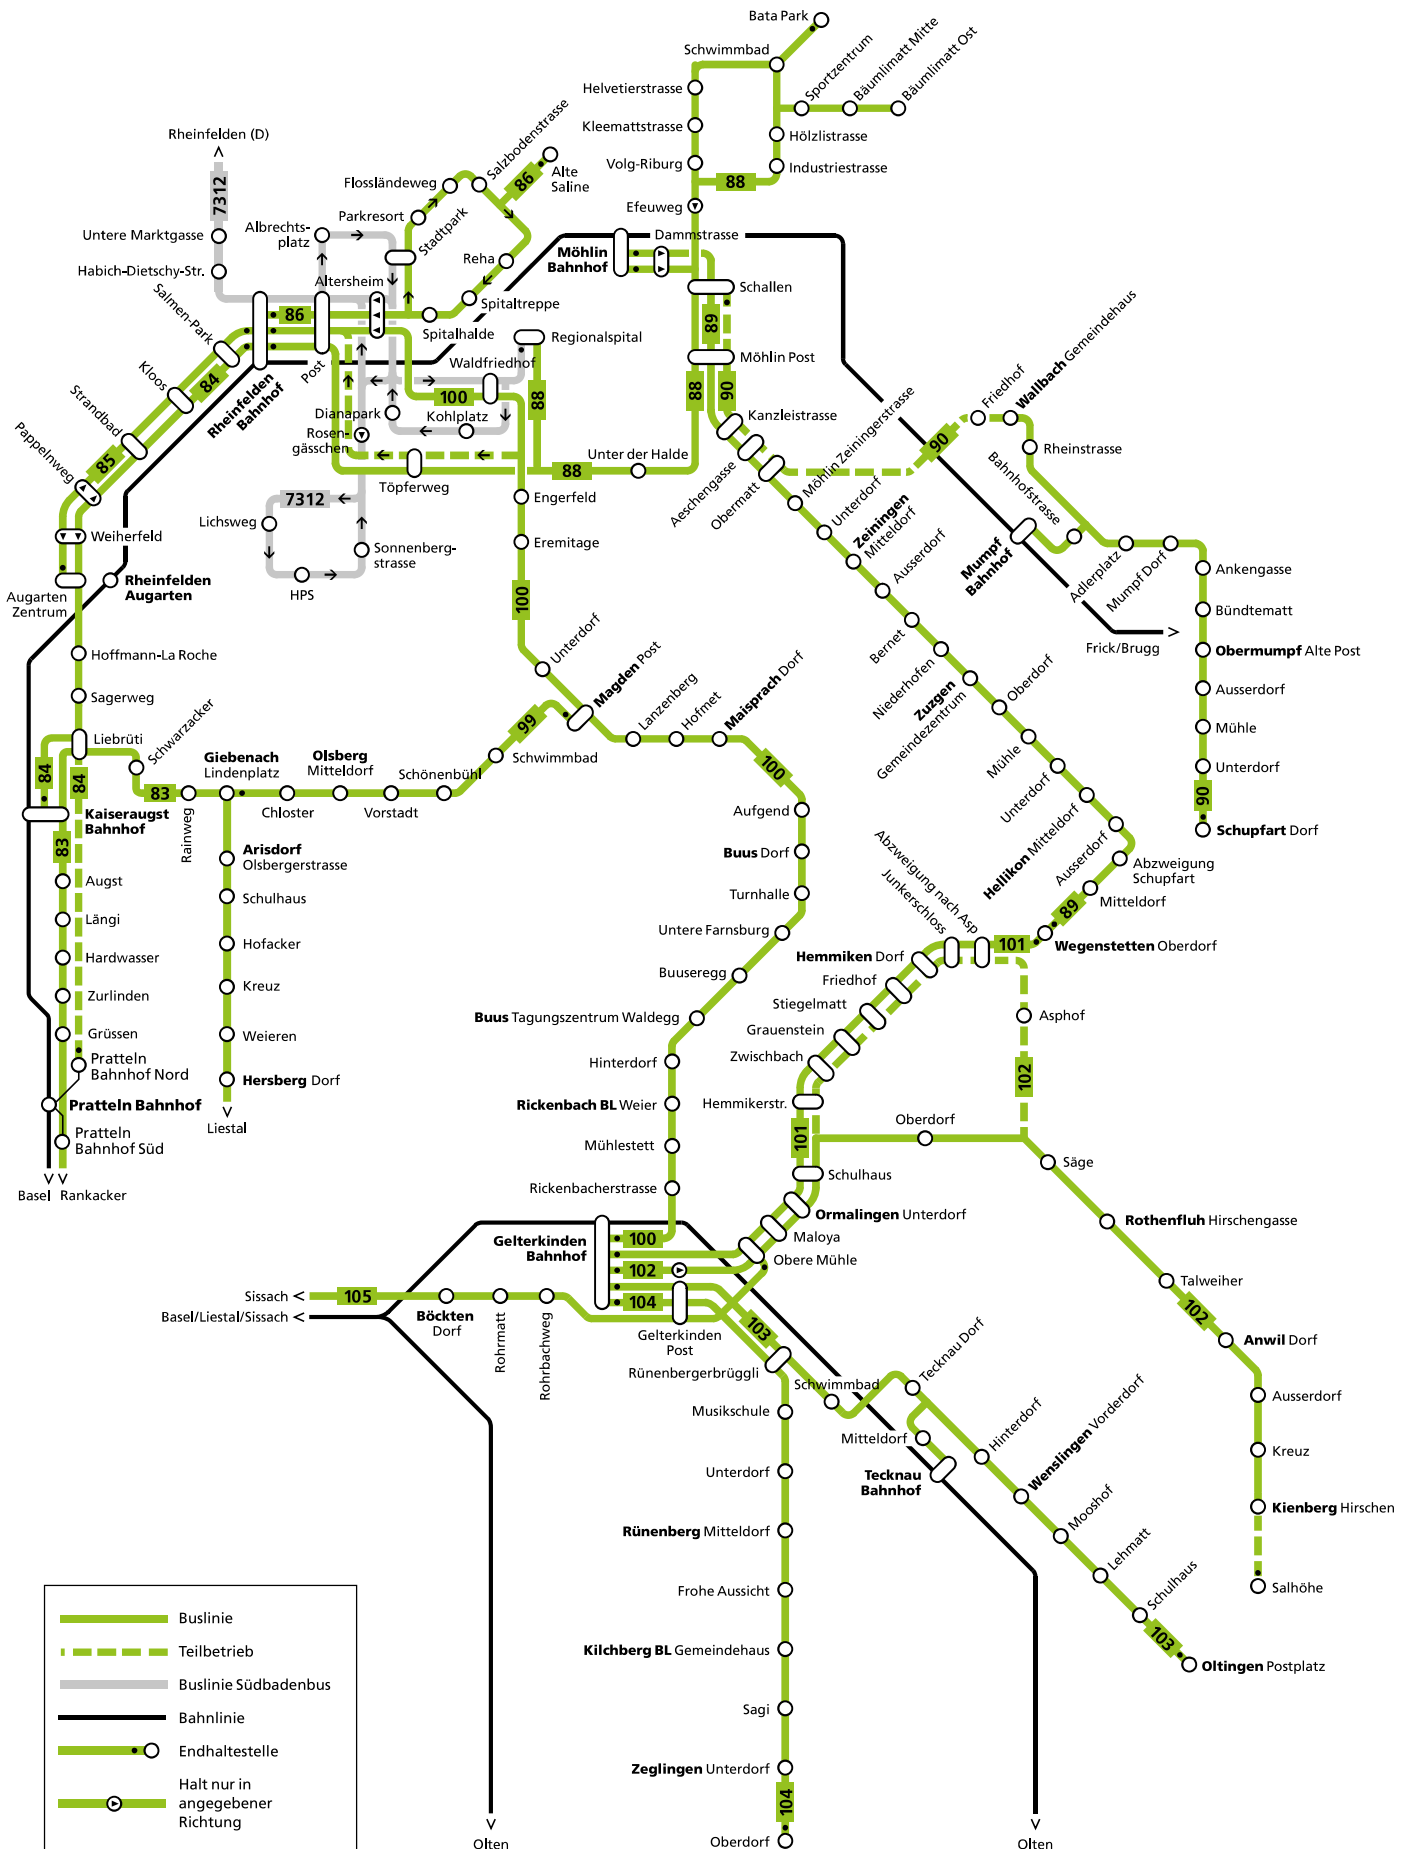 Bata Park
Schwimmbad
Sportzentrum
Bäumlimatt Mitte
Bäumlimatt Ost
Helvetierstrasse
Kleemattstrasse
Hölzlistrasse
Volg-Riburg
Industriestrasse
88
Efeuweg
Dammstrasse
Möhlin
Bahnhof
Schallen
89
Möhlin Post
88
90
Rheinfelden (D)
7312
Untere Marktgasse
Habich-Dietschy-Str.
Albrechts-
platz
Altersheim
Flossländeweg
Salzbodenstrasse
86
Alte
Saline
Parkresort
Stadtpark
Reha
Spitaltreppe
Spitalhalde
86
Salmen-Park
Kloos
84
Strandbad
85
Pappelnweg
Rheinfelden
Bahnhof
Post
Regionalspital
Waldfriedhof
100
88
Dianapark
Kohlplatz
Rosen-
gässchen
Töpferweg
88
Unter der Halde
7312
Lichsweg
Sonnenberg-
strasse
HPS
Engerfeld
Eremitage
100
Unterdorf
Weiherfeld
Augarten
Zentrum
Rheinfelden
Augarten
Hoffmann-La Roche
Sagerweg
Liebrüti
Schwarzacker
84
84
Kaiseraugst
Bahnhof
83
83
Rainweg
Giebenach
Lindenplatz
Olsberg
Mitteldorf
Chloster
Vorstadt
Schönenbühl
99
Schwimmbad
Magden Post
Lanzenberg
Hofmet
Maisprach Dorf
100
Kanzleistrasse
Aeschengasse
Obermatt
Möhlin Zeiningerstrasse
Unterdorf
Zeiningen
Mitteldorf
Ausserdorf
Bernet
Niederhofen
Zuzgen
Gemeindezentrum
Oberdorf
Mühle
Unterdorf
Hellikon Mitteldorf
Ausserdorf
Abzweigung
Schupfart
Mitteldorf
89
Wegenstetten Oberdorf
90
Friedhof
Wallbach Gemeindehaus
Rheinstrasse
Bahnhofstrasse
Mumpf
Bahnhof
Adlerplatz
Mumpf Dorf
Frick/Brugg
Ankengasse
Bündtematt
Obermumpf Alte Post
Ausserdorf
Mühle
Unterdorf
90
Schupfart Dorf
Augst
Längi
Hardwasser
Zurlinden
Grüssen
Pratteln
Bahnhof Nord
Pratteln Bahnhof
Pratteln
Bahnhof Süd
Basel
Rankacker
Arisdorf
Olsbergerstrasse
Schulhaus
Hofacker
Kreuz
Weieren
Hersberg Dorf
Liestal
Aufgend
Buus Dorf
Turnhalle
Untere Farnsburg
Buuseregg
Buus Tagungszentrum Waldegg
Hinterdorf
Rickenbach BL Weier
Mühlestett
Rickenbacherstrasse
101
Abzweigung nach Asp
Junkerschloss
Hemmiken Dorf
Friedhof
Stiegelmatt
Grauenstein
Zwischbach
Hemmikerstr.
101
Asphof
102
Oberdorf
Schulhaus
Ormalingen Unterdorf
Maloya
Obere Mühle
Säge
Rothenfluh Hirschengasse
Talweiher
102
Anwil Dorf
Ausserdorf
Kreuz
Kienberg Hirschen
Salhöhe
Gelterkinden
Bahnhof
100
102
104
103
Gelterkinden
Post
Sissach
105
Basel/Liestal/Sissach
Böckten
Dorf
Rohrmatt
Rohrbachweg
Rünenbergerbrüggli
Schwimmbad
Tecknau Dorf
Mitteldorf
Tecknau
Bahnhof
Hinterdorf
Wenslingen Vorderdorf
Mooshof
Lehmatt
Schulhaus
103
Oltingen Postplatz
Musikschule
Unterdorf
Rünenberg Mitteldorf
Frohe Aussicht
Kilchberg BL Gemeindehaus
Sagi
Zeglingen Unterdorf
104
Oberdorf
Olten
Olten
Buslinie
Teilbetrieb
Buslinie Südbadenbus
Bahnlinie
Endhaltestelle
Halt nur in
angegebener
Richtung